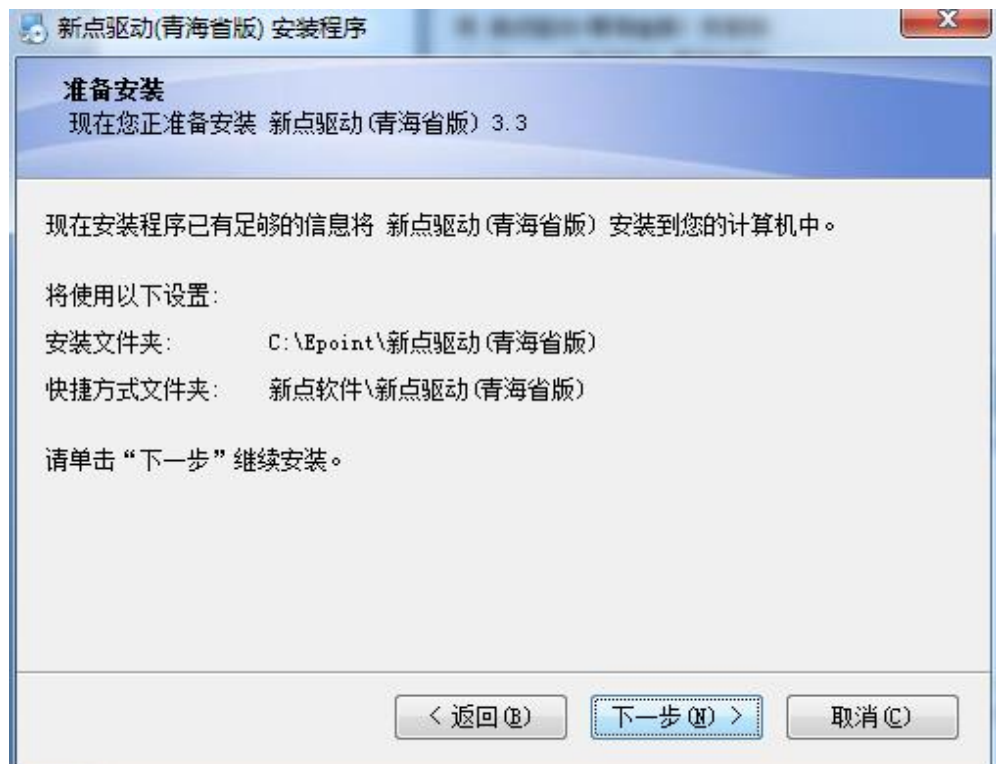 新点驱动(青海省版) 安装程序
准备安装
现在您正准备安装 新点驱动(青海省版) 3.3
现在安装程序已有足够的信息将 新点驱动(青海省版) 安装到您的计算机中。
将使用以下设置:
安装文件夹: C:\Epoint\新点驱动(青海省版)
快捷方式文件夹: 新点软件\新点驱动(青海省版)
请单击“下一步”继续安装。
< 返回(B) 下一步(N) > 取消(C)